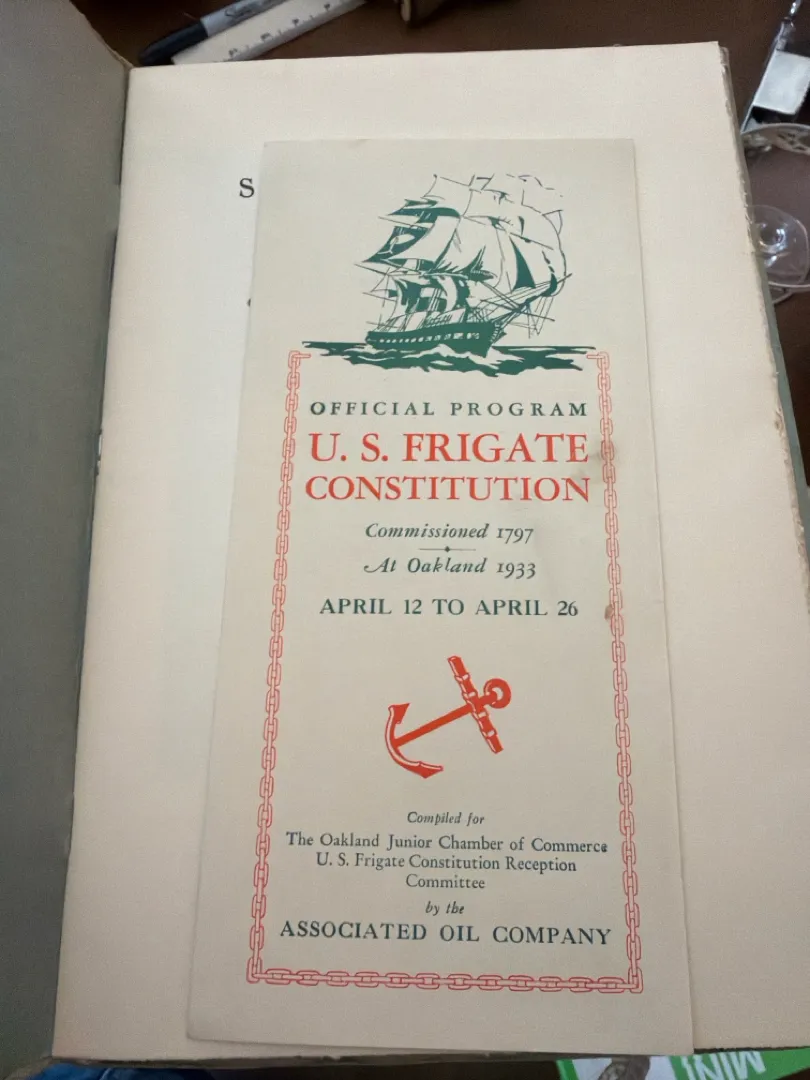 S
OFFICIAL PROGRAM
U. S. FRIGATE
CONSTITUTION
Commissioned 1797
At Oakland 1933
APRIL 12 TO APRIL 26
Compiled for
The Oakland Junior Chamber of Commerce
U. S. Frigate Constitution Reception
Committee
by the
ASSOCIATED OIL COMPANY
MINI